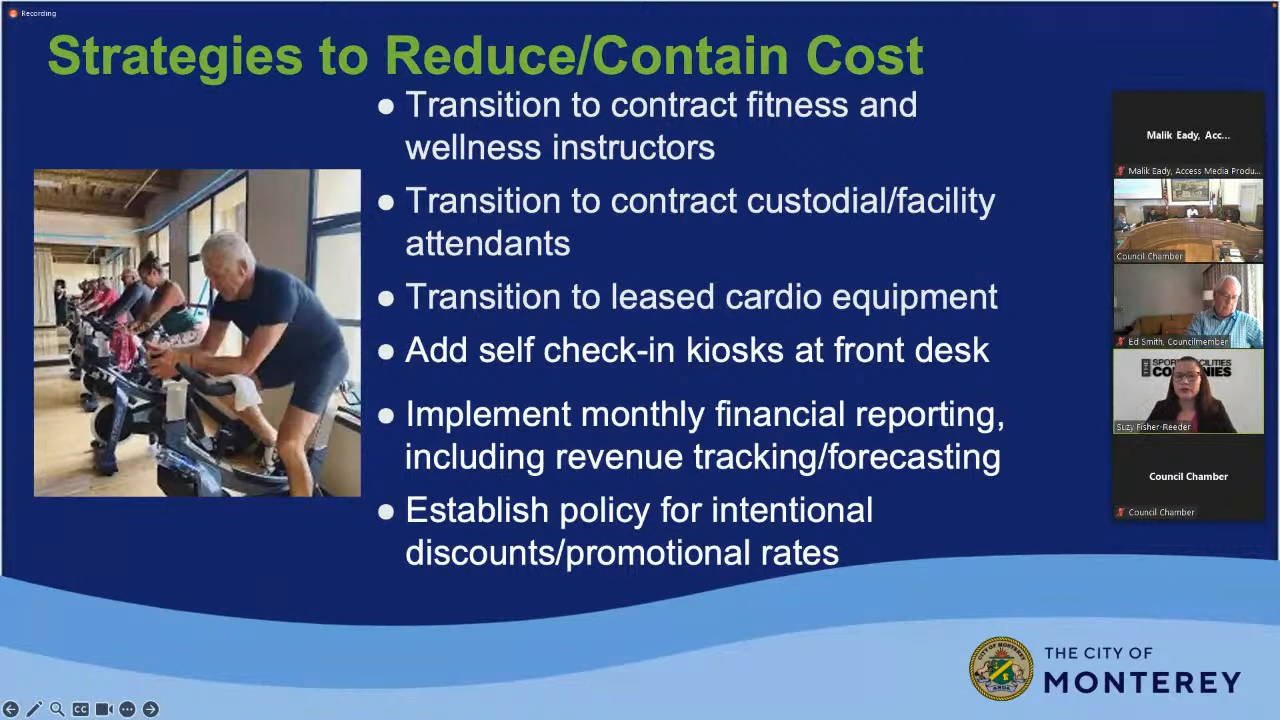 Recording
Strategies to Reduce/Contain Cost
● Transition to contract fitness and
wellness instructors
● Transition to contract custodial/facility
attendants
● Transition to leased cardio equipment
● Add self check-in kiosks at front desk
● Implement monthly financial reporting,
including revenue tracking/forecasting
● Establish policy for intentional
discounts/promotional rates
Malik Eady, Acc...
Malik Eady, Access Media Produ...
Council Chamber
Ed Smith, Councilmember
Suzy Fisher-Reeder
Council Chamber
Council Chamber
THE CITY OF
MONTEREY
CC